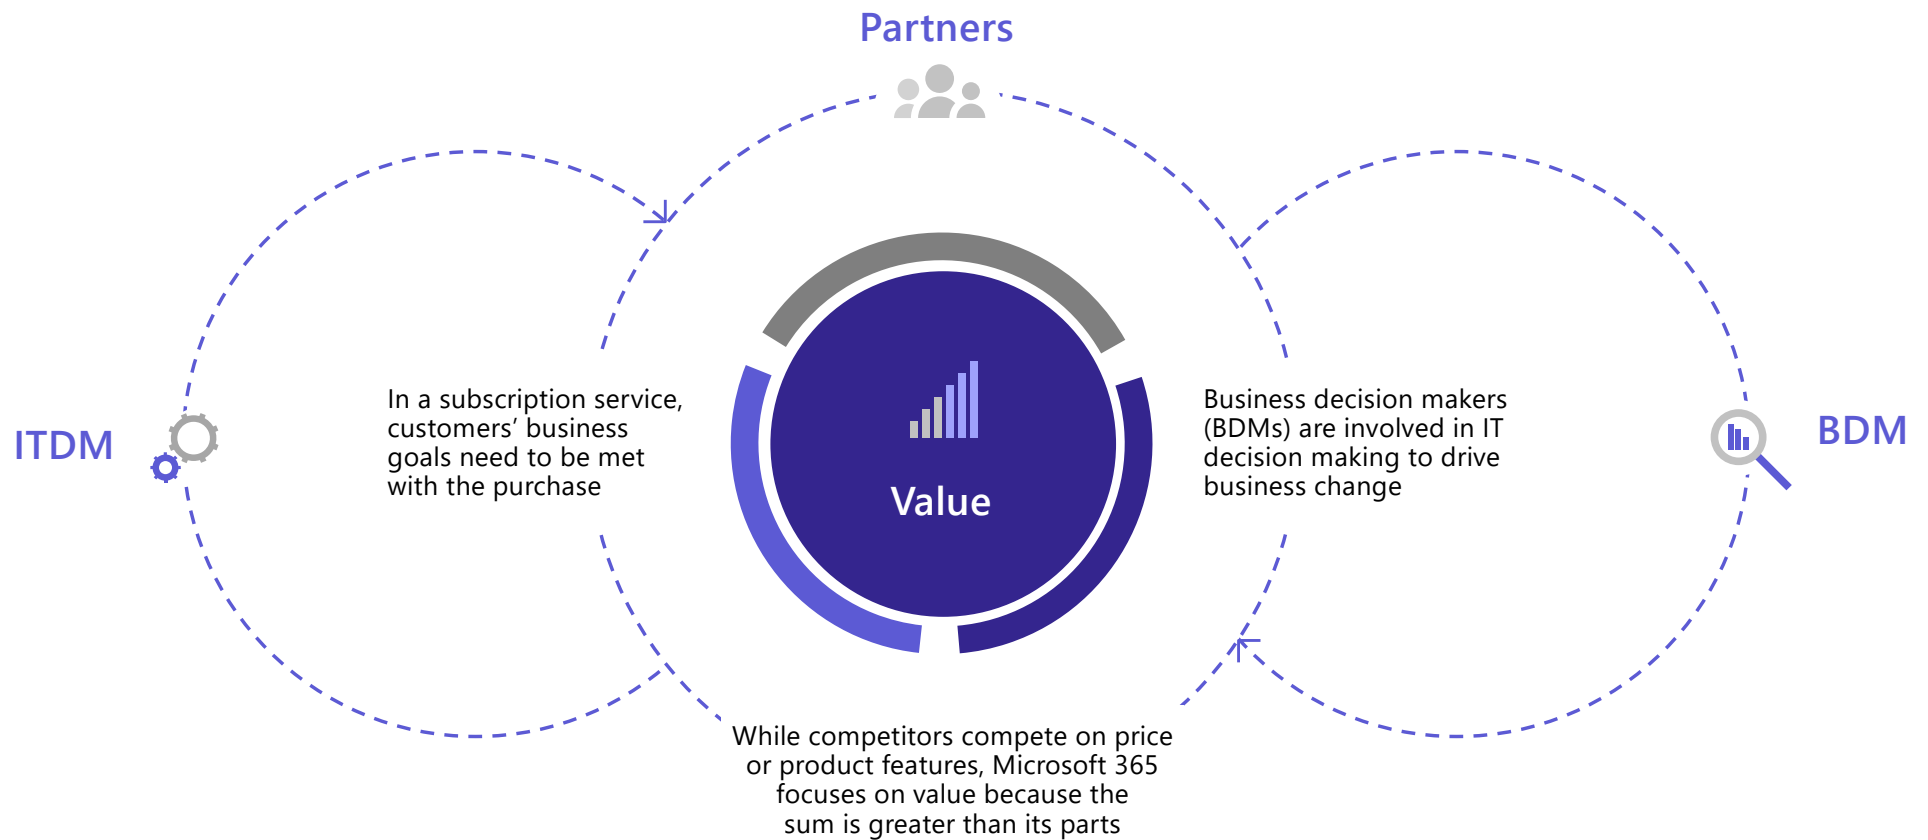 Partners
ITDM
In a subscription service,
customers’ business
goals need to be met
with the purchase
Value
Business decision makers
(BDMs) are involved in IT
decision making to drive
business change
BDM
While competitors compete on price
or product features, Microsoft 365
focuses on value because the
sum is greater than its parts